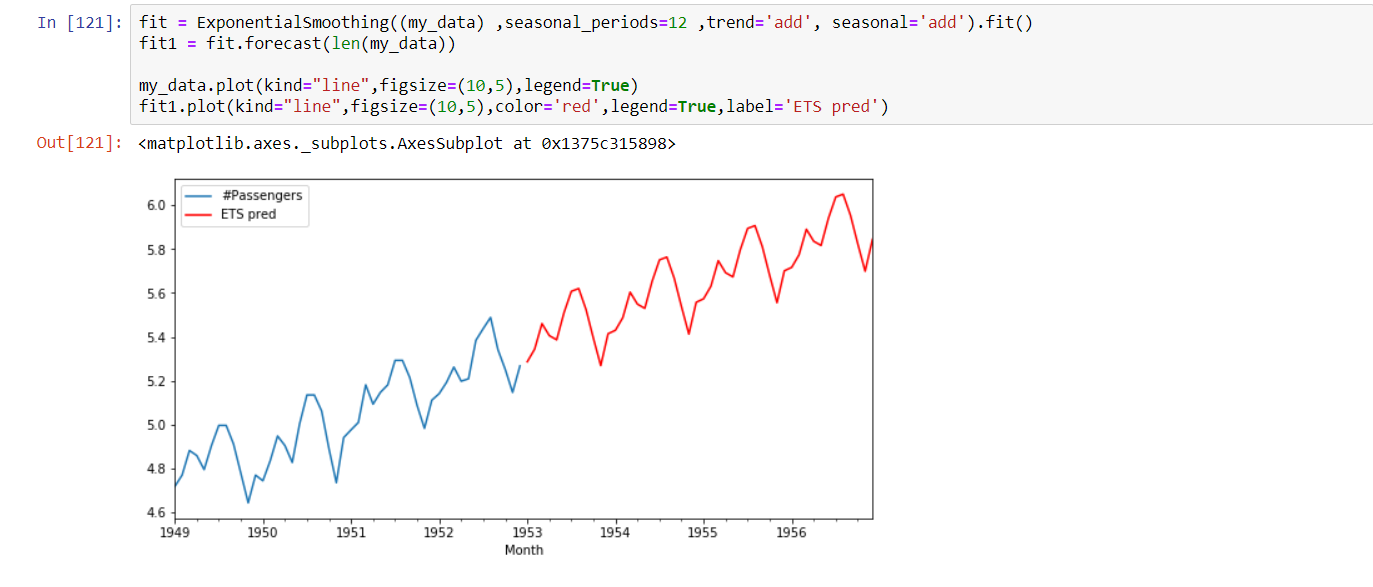 In [121]: fit = ExponentialSmoothing((my_data) ,seasonal_periods=12 ,trend='add', seasonal='add').fit()
fit1 = fit.forecast(len(my_data))
my_data.plot(kind="line",figsize=(10,5),legend=True)
fit1.plot(kind="line",figsize=(10,5),color='red',legend=True,label='ETS pred')
Out[121]: <matplotlib.axes._subplots.AxesSubplot at 0x1375c315898>
#Passengers
ETS pred
6.0
5.8
5.6
5.4
5.2
5.0
4.8
4.6
1949 1950 1951 1952 1953 1954 1955 1956
Month